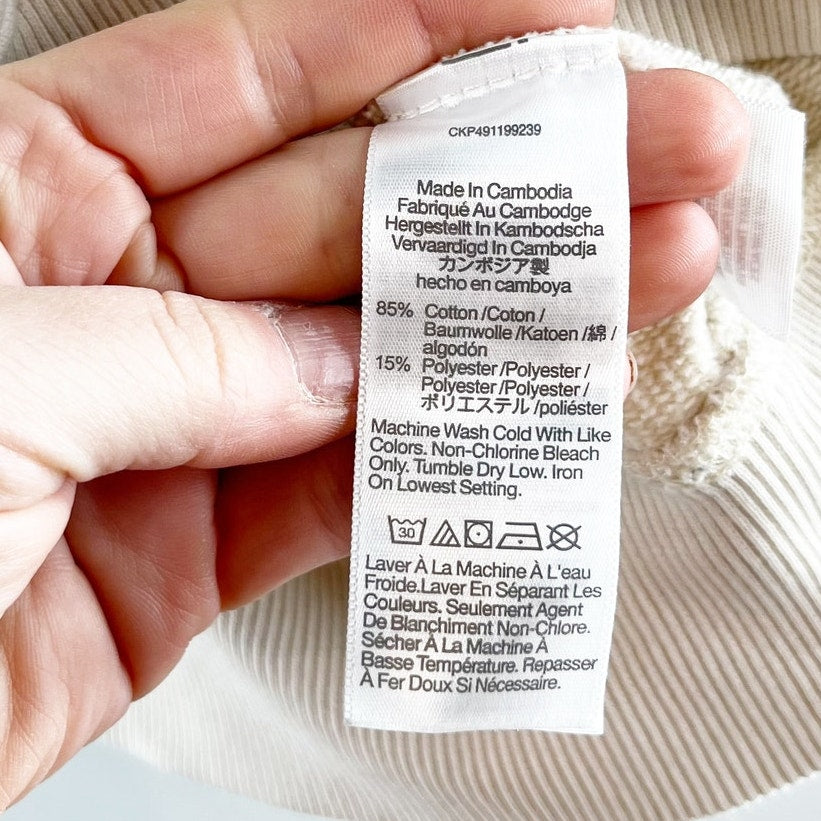 CKP491199239
Made In Cambodia
Fabriqué Au Cambodge
Hergestellt In Kambodscha
Vervaardigd In Cambodja
カンボジア製
hecho en camboya
85% Cotton /Coton /
Baumwolle /Katoen /綿 /
algodón
15% Polyester /Polyester /
Polyester /Polyester /
ポリエステル /poliéster
Machine Wash Cold With Like
Colors. Non-Chlorine Bleach
Only. Tumble Dry Low. Iron
On Lowest Setting.
30
Laver À La Machine À L'eau
Froide.Laver En Séparant Les
Couleurs. Seulement Agent
De Blanchiment Non-Chlore.
Sécher À La Machine À
Basse Température. Repasser
À Fer Doux Si Nécessaire.